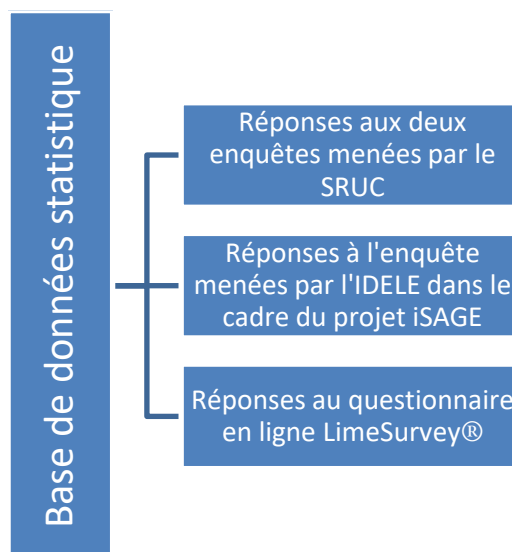 Base de données statistique
Réponses aux deux
enquêtes menées par le
SRUC
Réponses à l'enquête
menées par l'IDELE dans le
cadre du projet iSAGE
Réponses au questionnaire
en ligne LimeSurvey®